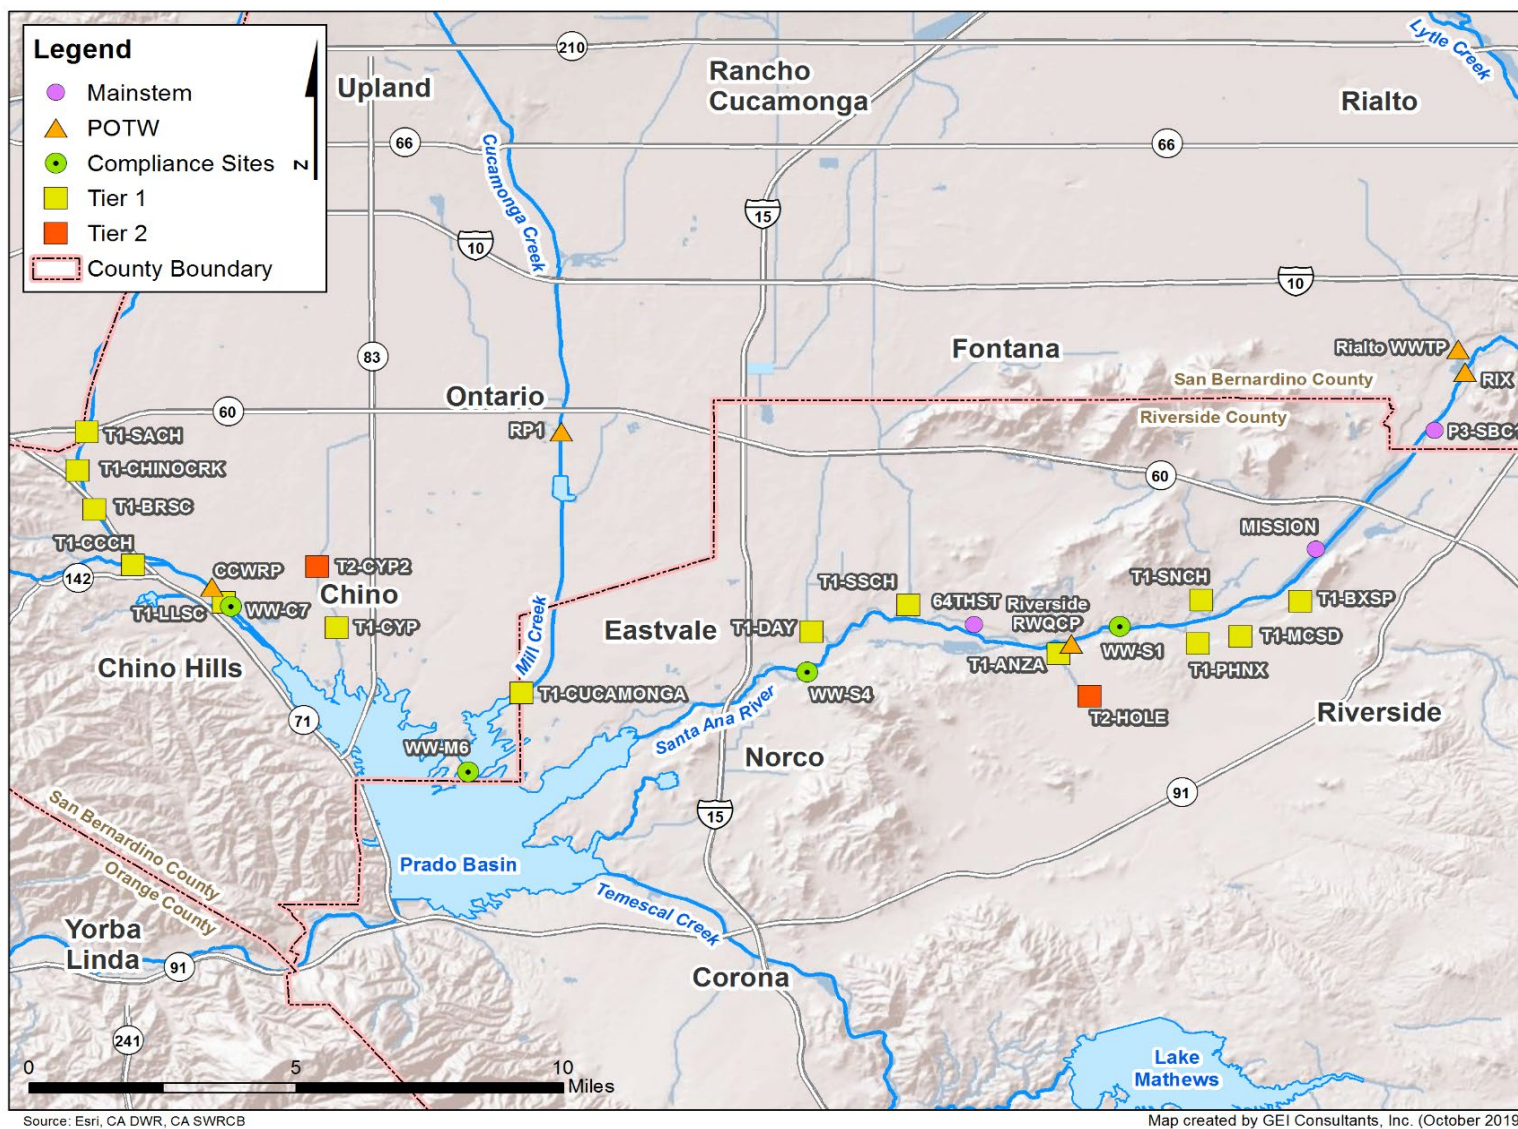 Legend
Mainstem
POTW
Compliance Sites
Tier 1
Tier 2
County Boundary
N
210
Upland
Rancho
Cucamonga
Rialto
Lytle Creek
66
66
Cucamonga Creek
15
10
10
83
Fontana
Rialto WWTP
RIX
San Bernardino County
Riverside County
Ontario
60
RP1
P3-SBC1
T1-SACH
T1-CHINOCRK
60
T1-BRSC
MISSION
T1-CCCH
142
CCWRP
T2-CYP2
Chino
T1-LLSC
WW-C7
T1-CYP
T1-SSCH
T1-SNCH
64THST
Riverside
RWQCP
T1-BXSP
Eastvale
T1-DAY
WW-S1
T1-MCSD
T1-ANZA
T1-PHNX
Chino Hills
Mill Creek
T1-CUCAMONGA
WW-S4
T2-HOLE
Riverside
71
Santa Ana River
WW-M6
Norco
91
15
San Bernardino County
Orange County
Prado Basin
Temescal Creek
Yorba
Linda
91
Corona
241
Lake
Mathews
0
5
10
Miles
Source: Esri, CA DWR, CA SWRCB
Map created by GEI Consultants, Inc. (October 2019